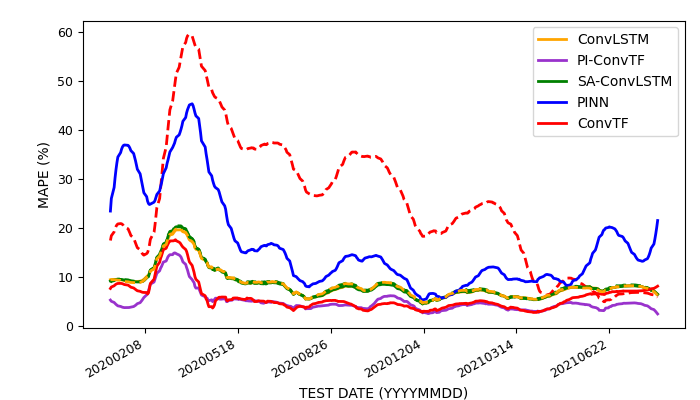 60
50
40
30
20
10
0
MAPE (%)
ConvLSTM
PI-ConvTF
SA-ConvLSTM
PINN
ConvTF
20200208
20200518
20200826
20201204
20210314
20210622
TEST DATE (YYYYMMDD)